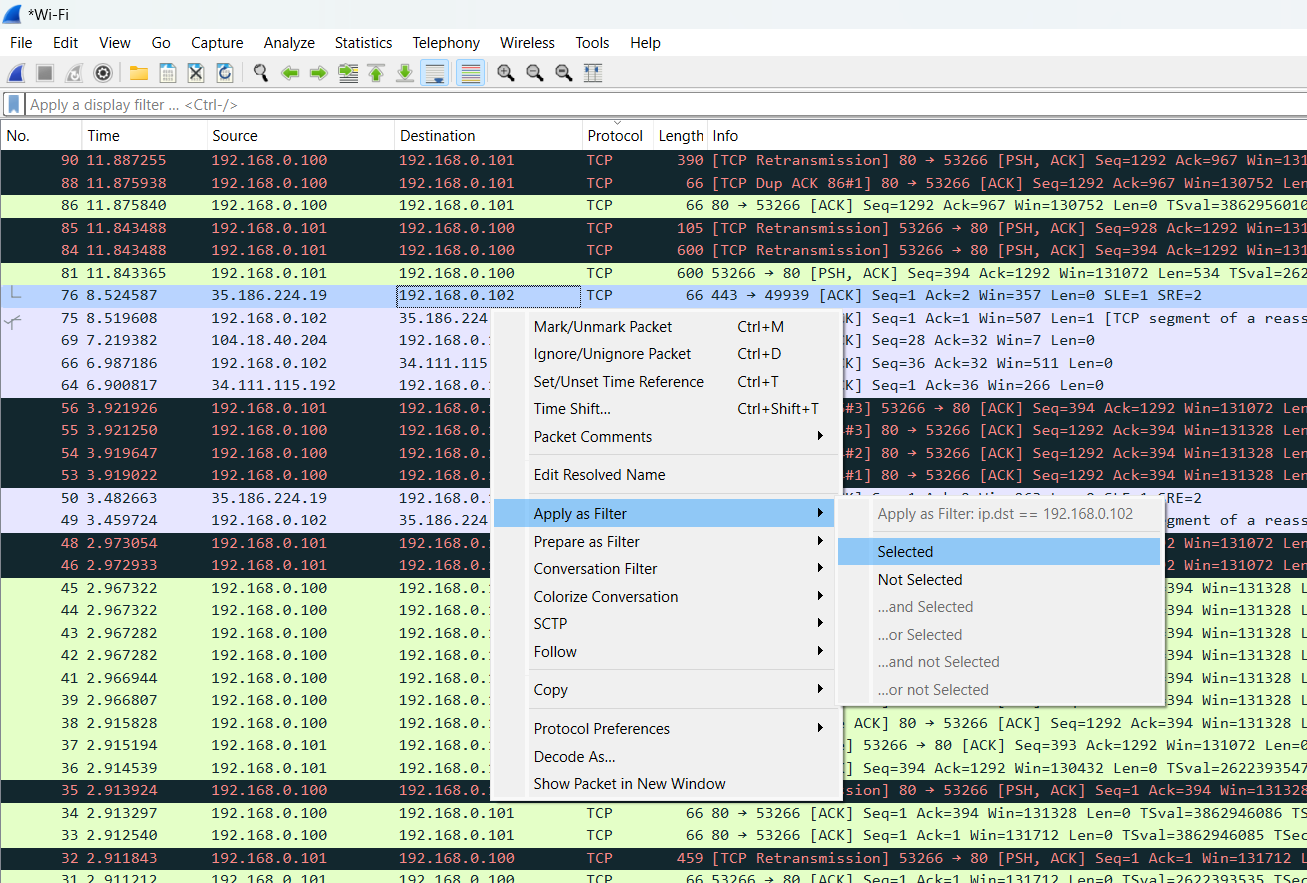 *Wi-Fi
File Edit View Go Capture Analyze Statistics Telephony Wireless Tools Help
Apply a display filter ... <Ctrl-/>
No. Time Source Destination Protocol Length Info
90 11.887255 192.168.0.100 192.168.0.101 TCP 390 [TCP Retransmission] 80 → 53266 [PSH, ACK] Seq=1292 Ack=967 Win=131
88 11.875938 192.168.0.100 192.168.0.101 TCP 66 [TCP Dup ACK 86#1] 80 → 53266 [ACK] Seq=1292 Ack=967 Win=130752 Len
86 11.875840 192.168.0.100 192.168.0.101 TCP 66 80 → 53266 [ACK] Seq=1292 Ack=967 Win=130752 Len=0 TSval=3862956010
85 11.843488 192.168.0.101 192.168.0.100 TCP 105 [TCP Retransmission] 53266 → 80 [PSH, ACK] Seq=928 Ack=1292 Win=131
84 11.843488 192.168.0.101 192.168.0.100 TCP 600 [TCP Retransmission] 53266 → 80 [PSH, ACK] Seq=394 Ack=1292 Win=131
81 11.843365 192.168.0.101 192.168.0.100 TCP 600 53266 → 80 [PSH, ACK] Seq=394 Ack=1292 Win=131072 Len=534 TSval=262
76 8.524587 35.186.224.19 192.168.0.102 TCP 66 443 → 49939 [ACK] Seq=1 Ack=2 Win=357 Len=0 SLE=1 SRE=2
75 8.519608 192.168.0.102 35.186.224 K] Seq=1 Ack=1 Win=507 Len=1 [TCP segment of a reass
69 7.219382 104.18.40.204 192.168.0. K] Seq=28 Ack=32 Win=7 Len=0
66 6.987186 192.168.0.102 34.111.115 K] Seq=36 Ack=32 Win=511 Len=0
64 6.900817 34.111.115.192 192.168.0. K] Seq=1 Ack=36 Win=266 Len=0
56 3.921926 192.168.0.101 192.168.0. #3] 53266 → 80 [ACK] Seq=394 Ack=1292 Win=131072 Len
55 3.921250 192.168.0.100 192.168.0. #3] 80 → 53266 [ACK] Seq=1292 Ack=394 Win=131328 Len
54 3.919647 192.168.0.100 192.168.0. #2] 80 → 53266 [ACK] Seq=1292 Ack=394 Win=131328 Len
53 3.919022 192.168.0.100 192.168.0. #1] 80 → 53266 [ACK] Seq=1292 Ack=394 Win=131328 Len
50 3.482663 35.186.224.19 192.168.0. SRE=2
49 3.459724 192.168.0.102 35.186.224 gment of a reass
48 2.973054 192.168.0.101 192.168.0. 2 Win=131072 Len
46 2.972933 192.168.0.101 192.168.0. 2 Win=131072 Len
45 2.967322 192.168.0.100 192.168.0. 394 Win=131328 L
44 2.967322 192.168.0.100 192.168.0. 394 Win=131328 L
43 2.967282 192.168.0.100 192.168.0. 394 Win=131328 L
42 2.967282 192.168.0.100 192.168.0. 394 Win=131328 L
41 2.966944 192.168.0.100 192.168.0. 394 Win=131328 L
39 2.966807 192.168.0.100 192.168.0. 394 Win=131328 L
38 2.915828 192.168.0.100 192.168.0. ACK] 80 → 53266 [ACK] Seq=1292 Ack=394 Win=131328 L
37 2.915194 192.168.0.101 192.168.0. ] 53266 → 80 [ACK] Seq=393 Ack=1292 Win=131072 Len=0
36 2.914539 192.168.0.101 192.168.0. ] Seq=394 Ack=1292 Win=130432 Len=0 TSval=2622393547
35 2.913924 192.168.0.100 192.168.0. sion] 80 → 53266 [PSH, ACK] Seq=1 Ack=394 Win=131328
34 2.913297 192.168.0.100 192.168.0.101 TCP 66 80 → 53266 [ACK] Seq=1 Ack=394 Win=131328 Len=0 TSval=3862946086 TS
33 2.912540 192.168.0.100 192.168.0.101 TCP 66 80 → 53266 [ACK] Seq=1 Ack=1 Win=131712 Len=0 TSval=3862946085 TSec
32 2.911843 192.168.0.101 192.168.0.100 TCP 459 [TCP Retransmission] 53266 → 80 [PSH, ACK] Seq=1 Ack=1 Win=131712 L
31 2.911212 192.168.0.101 192.168.0.100 TCP 66 53266 → 80 [ACK] Seq=1 Ack=1 Win=131712 Len=0 TSval=2622393535 TSec
Mark/Unmark Packet Ctrl+M
Ignore/Unignore Packet Ctrl+D
Set/Unset Time Reference Ctrl+T
Time Shift... Ctrl+Shift+T
Packet Comments
Edit Resolved Name
Apply as Filter
Prepare as Filter
Conversation Filter
Colorize Conversation
SCTP
Follow
Copy
Protocol Preferences
Decode As...
Show Packet in New Window
Apply as Filter: ip.dst == 192.168.0.102
Selected
Not Selected
...and Selected
...or Selected
...and not Selected
...or not Selected